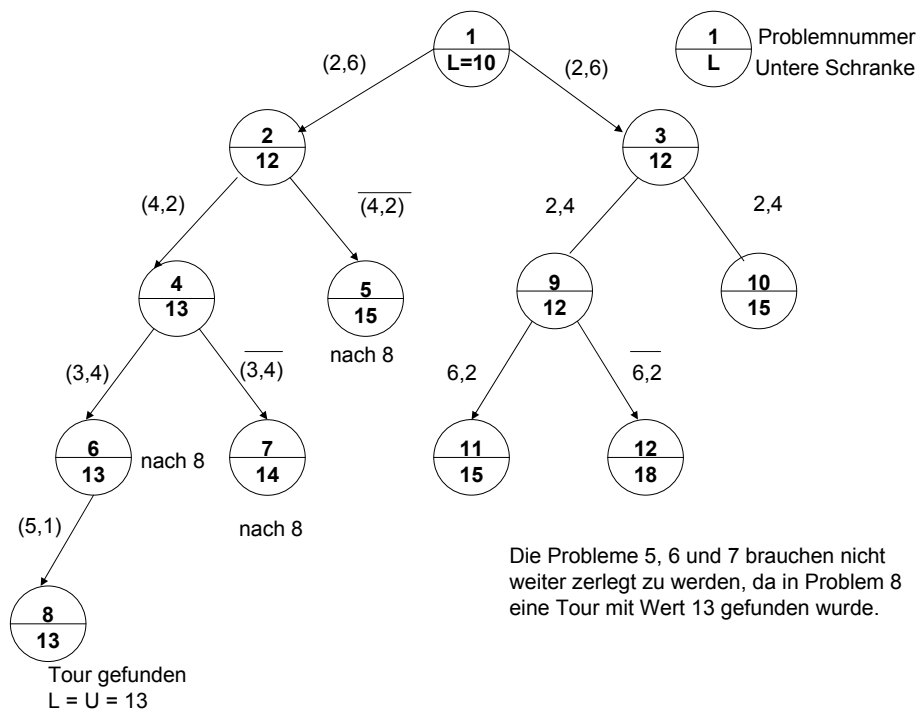 1
L=10
1
L
Problemnummer
Untere Schranke
(2,6)
(2,6)
2
12
3
12
(4,2)
(4,2)
2,4
2,4
4
13
5
15
nach 8
9
12
10
15
(3,4)
(3,4)
6,2
6,2
6
13
nach 8
7
14
nach 8
11
15
12
18
(5,1)
8
13
Tour gefunden
L = U = 13
Die Probleme 5, 6 und 7 brauchen nicht
weiter zerlegt zu werden, da in Problem 8
eine Tour mit Wert 13 gefunden wurde.